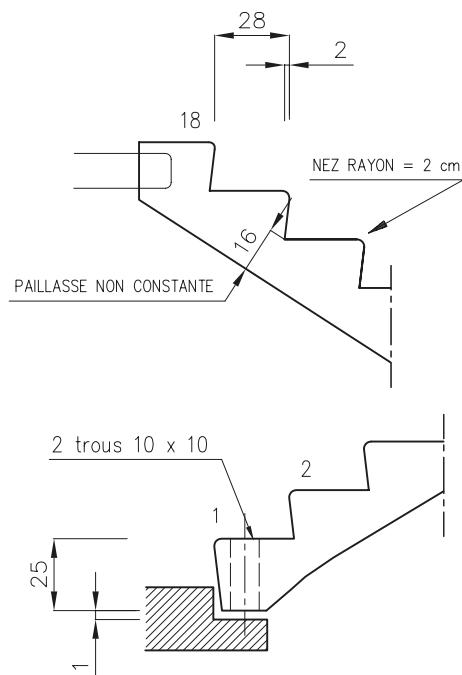 28
2
18
NEZ RAYON = 2 cm
16
PAILLASSE NON CONSTANTE
2 trous 10 x 10
2
1
25
1